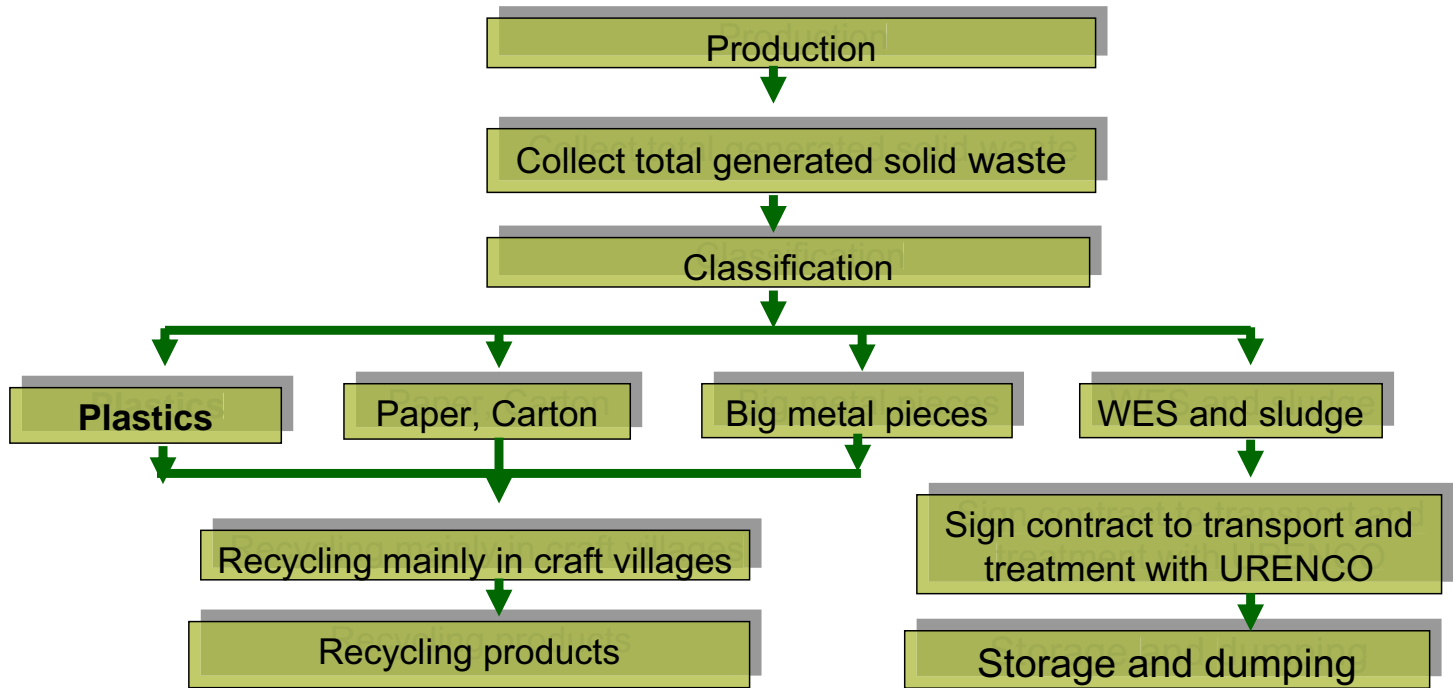 Production
Collect total generated solid waste
Classification
Plastics
Paper, Carton
Big metal pieces
WES and sludge
Recycling mainly in craft villages
Sign contract to transport and
treatment with URENCO
Recycling products
Storage and dumping